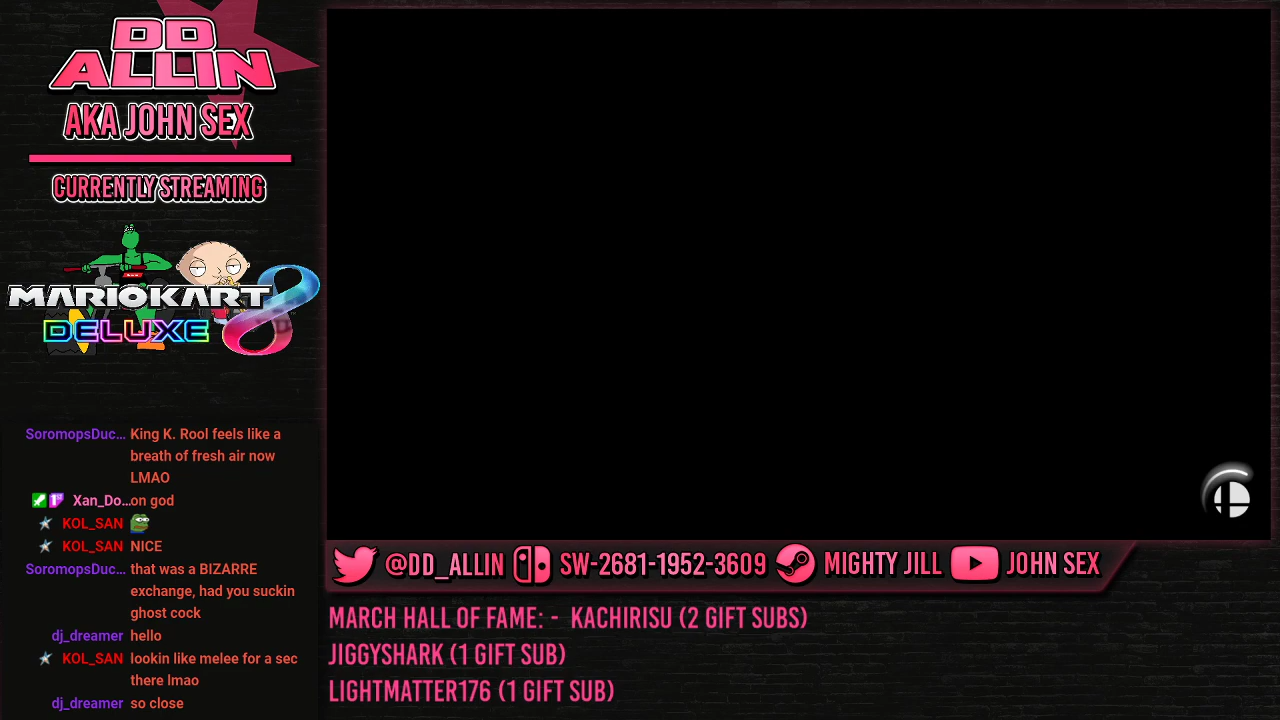 DD
ALLIN
AKA JOHN SEX
CURRENTLY STREAMING
MARIOKART 8
DELUXE
SoromopsDuc... King K. Rool feels like a
breath of fresh air now
LMAO
Xan_Do... on god
KOL_SAN
KOL_SAN NICE
SoromopsDuc... that was a BIZARRE
exchange, had you suckin
ghost cock
dj_dreamer hello
KOL_SAN lookin like melee for a sec
there lmao
dj_dreamer so close
@DD_ALLIN SW-2681-1952-3609 MIGHTY JILL JOHN SEX
MARCH HALL OF FAME: - KACHIRISU (2 GIFT SUBS)
JIGGYSHARK (1 GIFT SUB)
LIGHTMATTER176 (1 GIFT SUB)